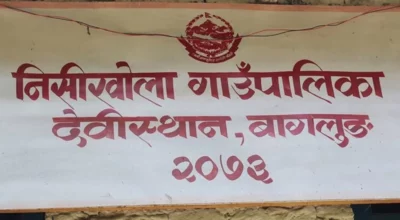 निसीखोला गाउँपालिका
देवीस्थान, बागलुङ
२०७३